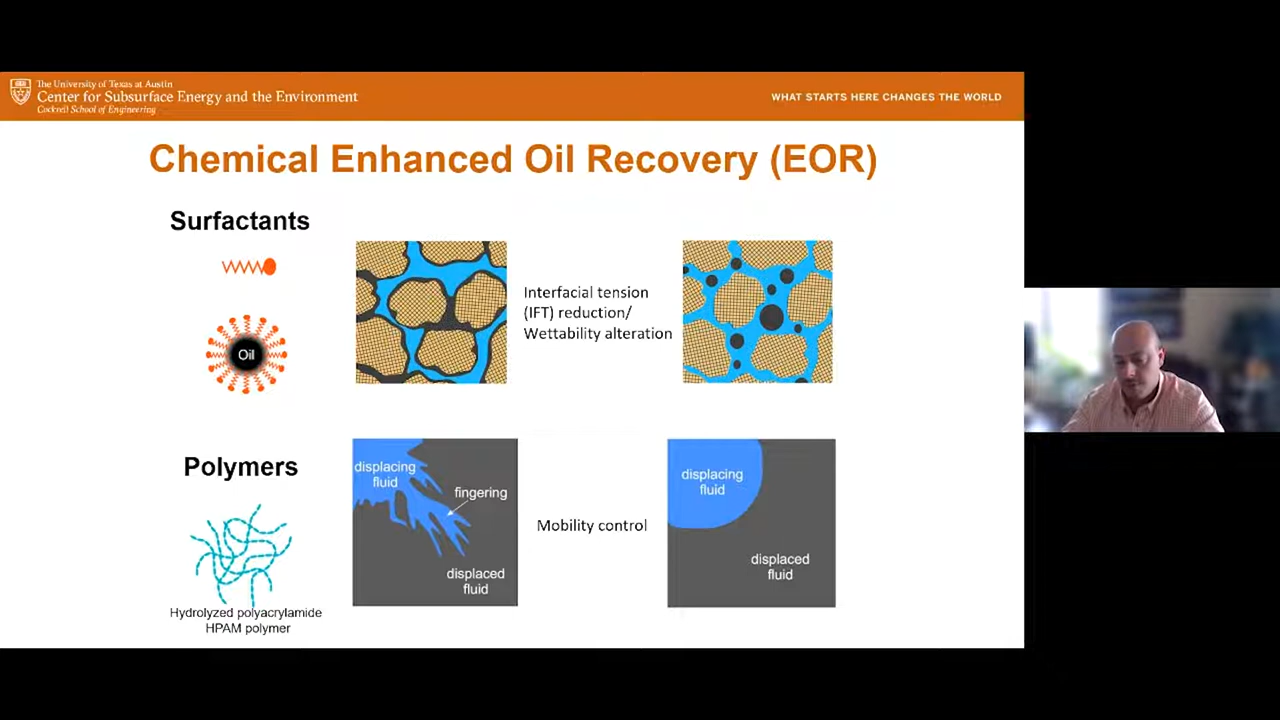 The University of Texas at Austin
Center for Subsurface Energy and the Environment
Cockrell School of Engineering
WHAT STARTS HERE CHANGES THE WORLD
Chemical Enhanced Oil Recovery (EOR)
Surfactants
Oil
Interfacial tension
(IFT) reduction/
Wettability alteration
Polymers
Hydrolyzed polyacrylamide
HPAM polymer
displacing
fluid
fingering
displaced
fluid
Mobility control
displacing
fluid
displaced
fluid